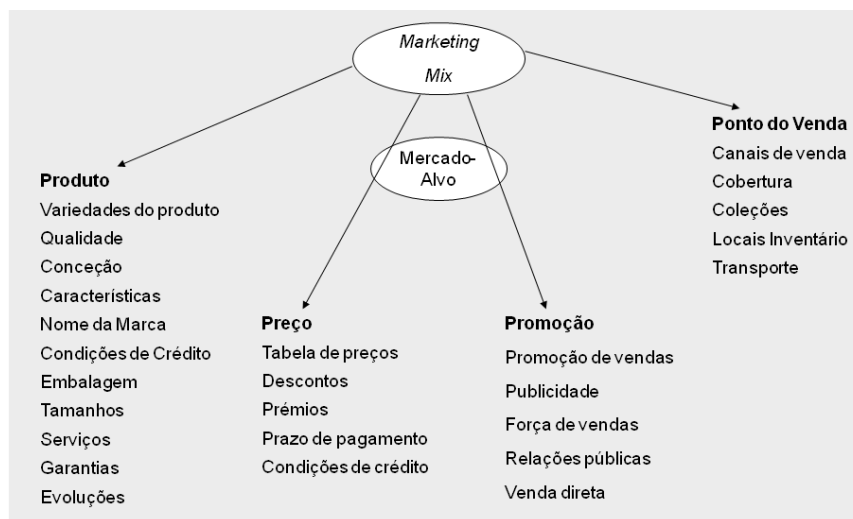 Marketing
Mix
Mercado-
Alvo
Produto
Variedades do produto
Qualidade
Conceção
Características
Nome da Marca
Condições de Crédito
Embalagem
Tamanhos
Serviços
Garantias
Evoluções
Preço
Tabela de preços
Descontos
Prémios
Prazo de pagamento
Condições de crédito
Promoção
Promoção de vendas
Publicidade
Força de vendas
Relações públicas
Venda direta
Ponto do Venda
Canais de venda
Cobertura
Coleções
Locais Inventário
Transporte